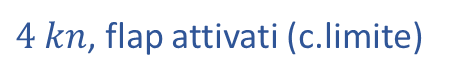 4 kn, flap attivati (c.limite)